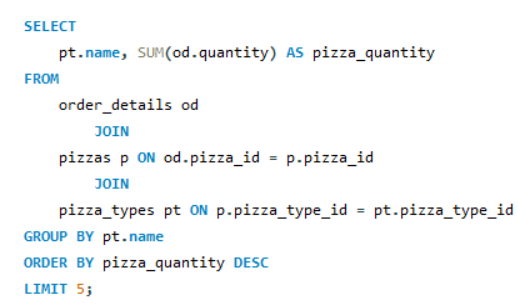 SELECT
pt.name, SUM(od.quantity) AS pizza_quantity
FROM
order_details od
JOIN
pizzas p ON od.pizza_id = p.pizza_id
JOIN
pizza_types pt ON p.pizza_type_id = pt.pizza_type_id
GROUP BY pt.name
ORDER BY pizza_quantity DESC
LIMIT 5;